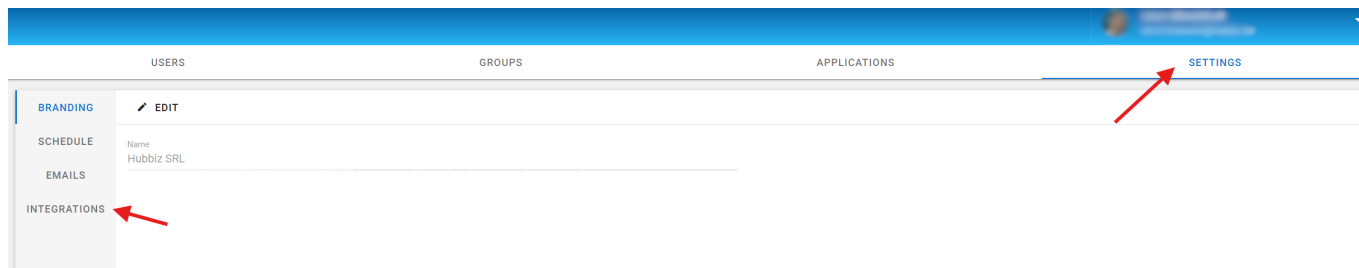 USERS GROUPS APPLICATIONS SETTINGS
BRANDING EDIT
SCHEDULE
Name
Hubbiz SRL
EMAILS
INTEGRATIONS